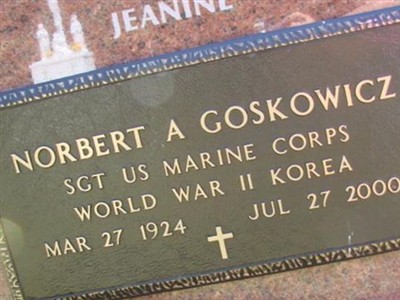 JEANINE
NORBERT A GOSKOWICZ
SGT US MARINE CORPS
WORLD WAR II KOREA
MAR 27 1924 JUL 27 2000